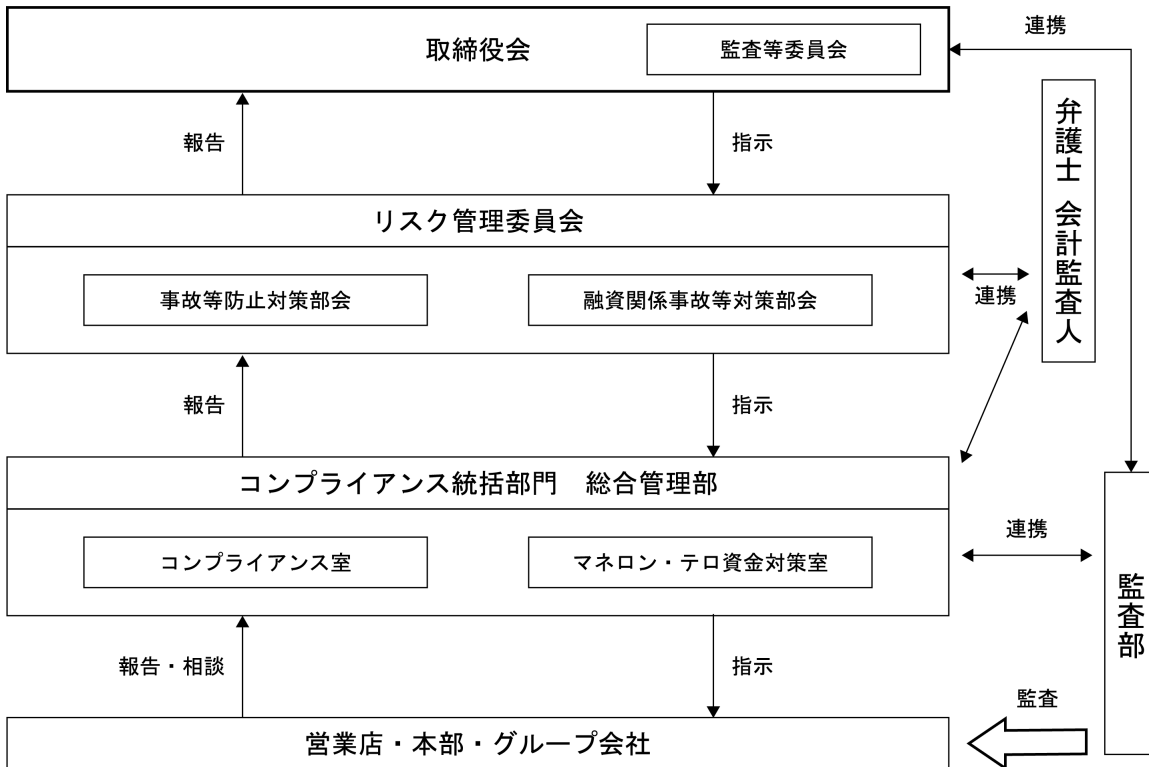 取締役会
監査等委員会
連携
報告
指示
弁護士 会計監査人
リスク管理委員会
事故等防止対策部会
融資関係事故等対策部会
連携
報告
指示
コンプライアンス統括部門　総合管理部
コンプライアンス室
マネロン・テロ資金対策室
連携
監査部
報告・相談
指示
監査
営業店・本部・グループ会社